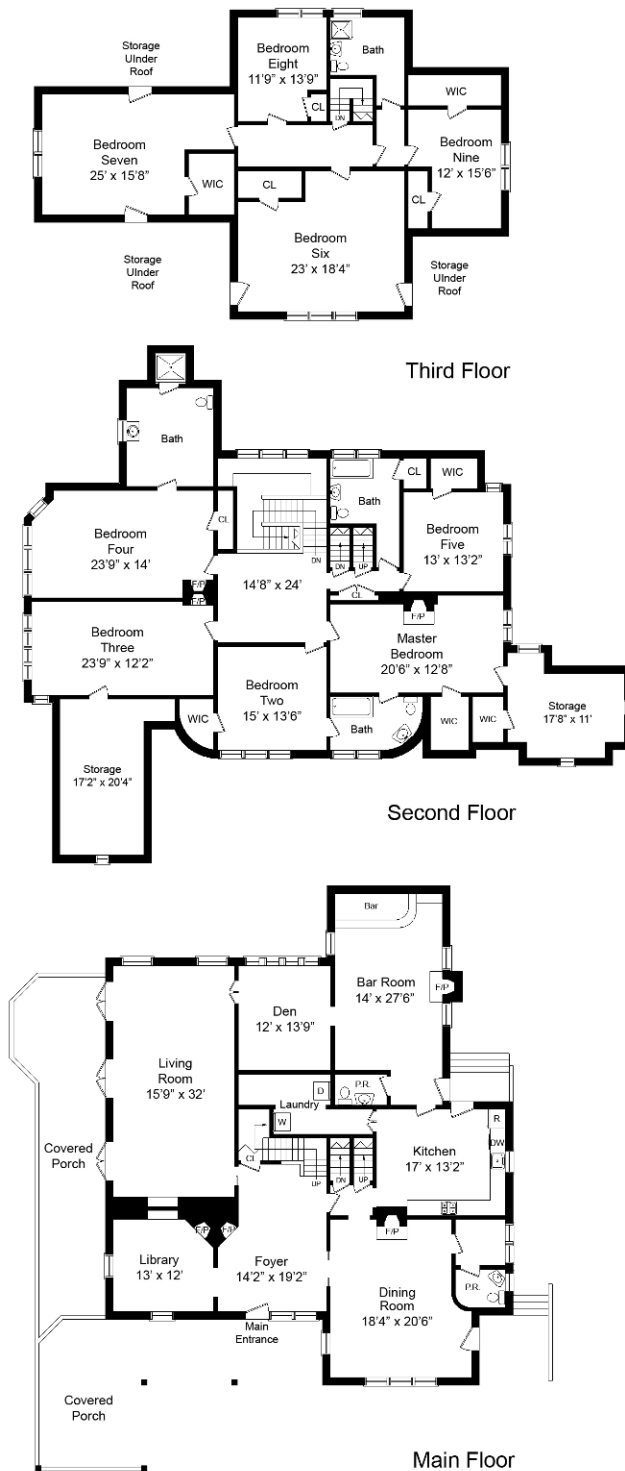 Storage
UInder
Roof
Bedroom
Eight
11'9" x 13'9"
Bath
CL
DN
WIC
Bedroom
Seven
25' x 15'8"
WIC
Bedroom
Nine
12' x 15'6"
CL
CL
Bedroom
Six
23' x 18'4"
Storage
UInder
Roof
Storage
UInder
Roof
Third Floor
Bath
Bath
CL
WIC
Bedroom
Four
23'9" x 14'
CL
DN
DN
UP
Bedroom
Five
13' x 13'2"
F/P
F/P
14'8" x 24'
CL
F/P
Bedroom
Three
23'9" x 12'2"
Master
Bedroom
20'6" x 12'8"
Bedroom
Two
15' x 13'6"
WIC
Bath
WIC
WIC
Storage
17'8" x 11'
Storage
17'2" x 20'4"
Second Floor
Bar
Bar Room
14' x 27'6"
F/P
Den
12' x 13'9"
Living
Room
15'9" x 32'
P.R.
D
Laundry
W
R
DW
Kitchen
17' x 13'2"
Covered
Porch
Cl
UP
DN
UP
F/P
F/P
F/P
Library
13' x 12'
Foyer
14'2" x 19'2"
P.R.
Dining
Room
18'4" x 20'6"
Main
Entrance
Covered
Porch
Main Floor